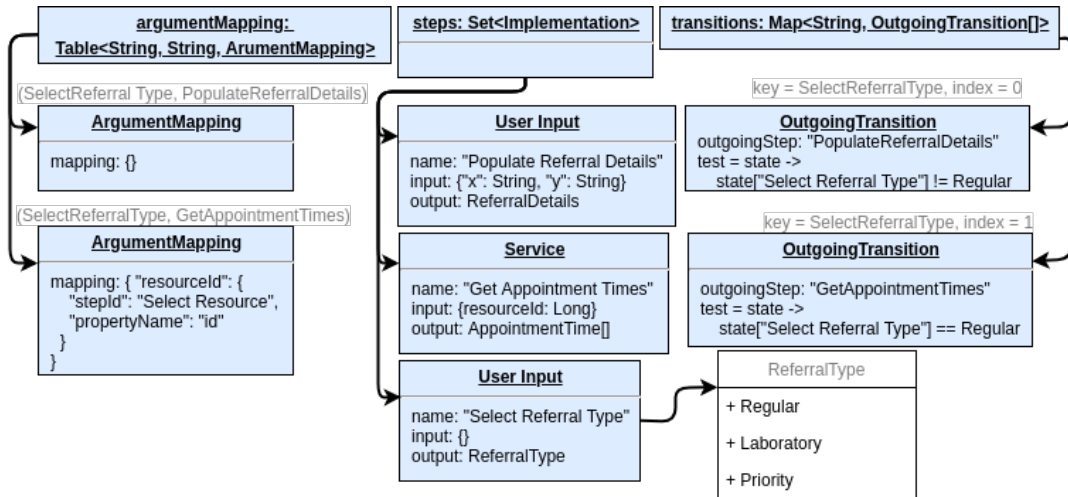 argumentMapping:
Table<String, String, ArumentMapping>
steps: Set<Implementation>
transitions: Map<String, OutgoingTransition[]>
(SelectReferral Type, PopulateReferralDetails)
ArgumentMapping
mapping: {}
(SelectReferralType, GetAppointmentTimes)
ArgumentMapping
mapping: { "resourceId": {
"stepId": "Select Resource",
"propertyName": "id"
}
}
User Input
name: "Populate Referral Details"
input: {"x": String, "y": String}
output: ReferralDetails
Service
name: "Get Appointment Times"
input: {resourceId: Long}
output: AppointmentTime[]
User Input
name: "Select Referral Type"
input: {}
output: ReferralType
key = SelectReferralType, index = 0
OutgoingTransition
outgoingStep: "PopulateReferralDetails"
test = state ->
state["Select Referral Type"] != Regular
key = SelectReferralType, index = 1
OutgoingTransition
outgoingStep: "GetAppointmentTimes"
test = state ->
state["Select Referral Type"] == Regular
ReferralType
+ Regular
+ Laboratory
+ Priority